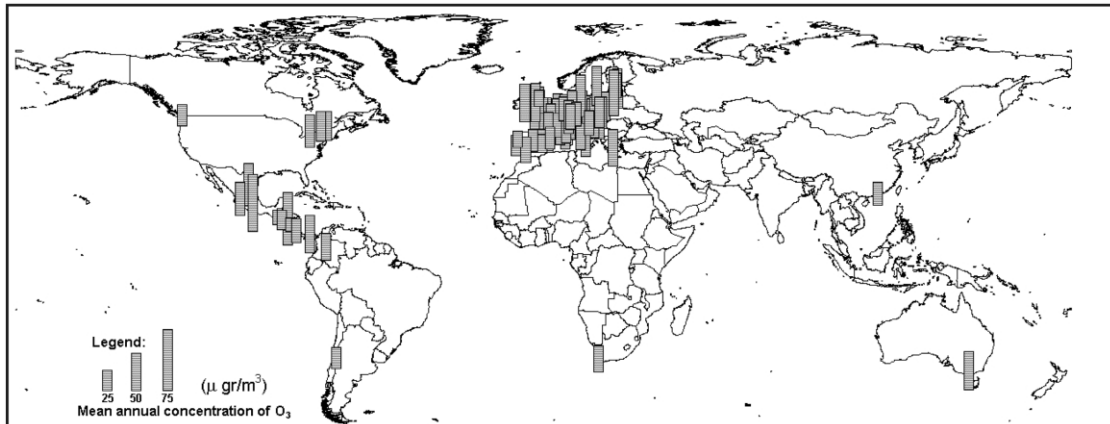 Legend:
25 50 75 (μ gr/m³)
Mean annual concentration of O₃